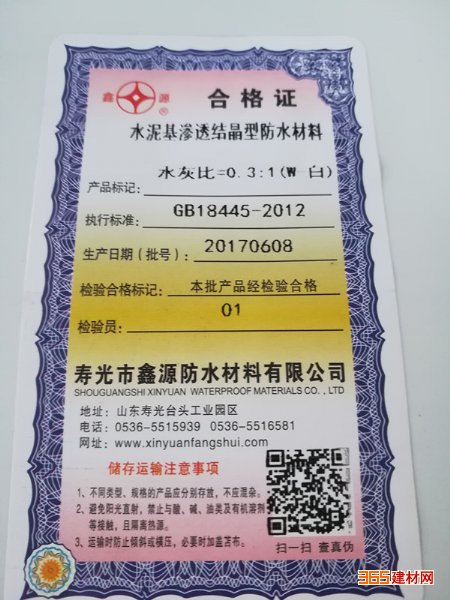 鑫 源 ® 合格证
水泥基渗透结晶型防水材料
水灰比=0.3:1(W 白)
产品标记:
执行标准: GB18445-2012
生产日期(批号): 20170608
检验合格标记: 本批产品经检验合格
检验员: 01
寿光市鑫源防水材料有限公司
SHOUGUANGSHI XINYUAN WATERPROOF MATERIALS CO., LTD
地址: 山东寿光台头工业园区
电话: 0536-5515939 0536-5516581
网址: www.xinyuanfangshui.com
储存运输注意事项
1、不同类型、规格的产品应分别存放,不应混杂。
2、避免阳光直射,禁止与酸、碱、油类及有机溶剂
等接触,且隔离热源。
3、运输时防止倾斜或横压,必要时加盖苫布。
扫一扫 查真伪
365建材网